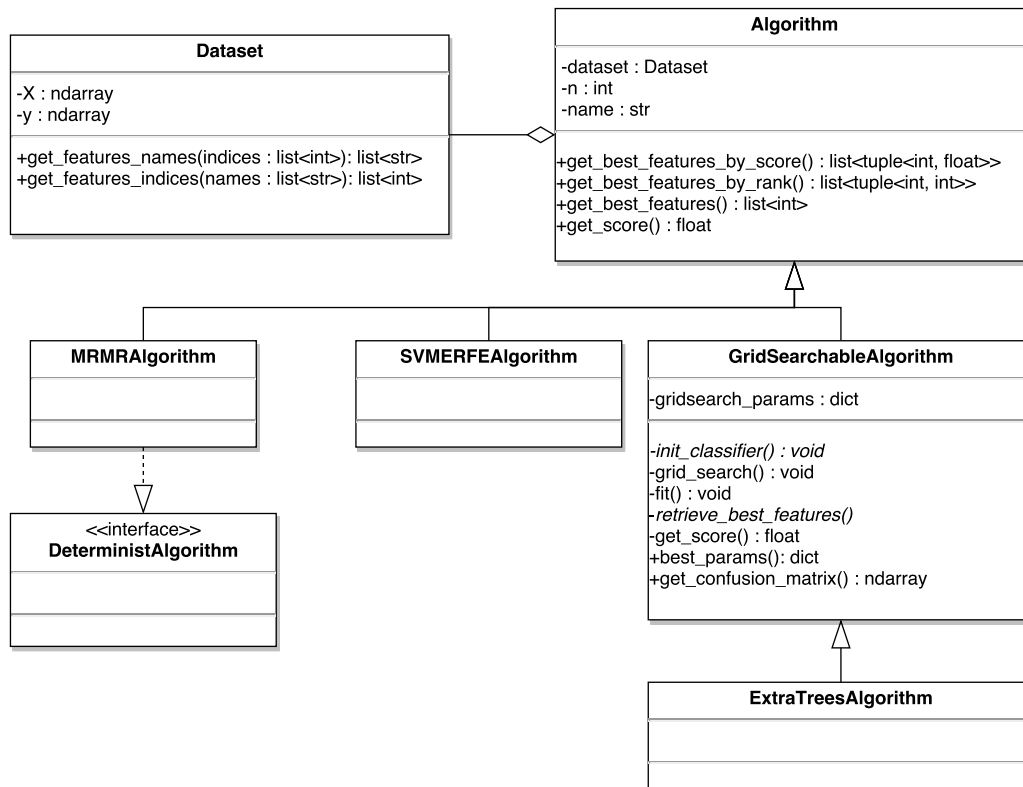 Dataset
-X : ndarray
-y : ndarray
+get_features_names(indices : list<int>): list<str>
+get_features_indices(names : list<str>): list<int>
Algorithm
-dataset : Dataset
-n : int
-name : str
+get_best_features_by_score() : list<tuple<int, float>>
+get_best_features_by_rank() : list<tuple<int, int>>
+get_best_features() : list<int>
+get_score() : float
MRMRAlgorithm
SVMERFEAlgorithm
GridSearchableAlgorithm
-gridsearch_params : dict
-init_classifier() : void
-grid_search() : void
-fit() : void
-retrieve_best_features()
-get_score() : float
+best_params(): dict
+get_confusion_matrix() : ndarray
<<interface>>
DeterministAlgorithm
ExtraTreesAlgorithm